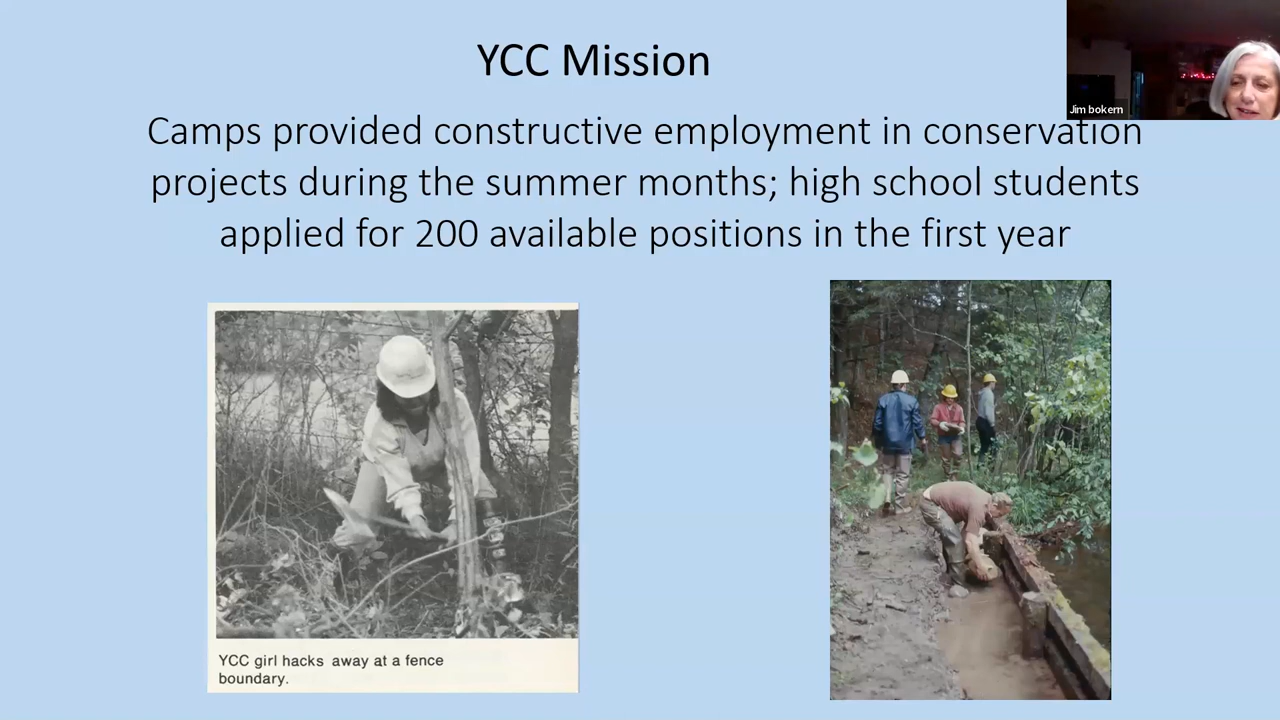 YCC Mission
Jim bokern
Camps provided constructive employment in conservation
projects during the summer months; high school students
applied for 200 available positions in the first year
YCC girl hacks away at a fence
boundary.